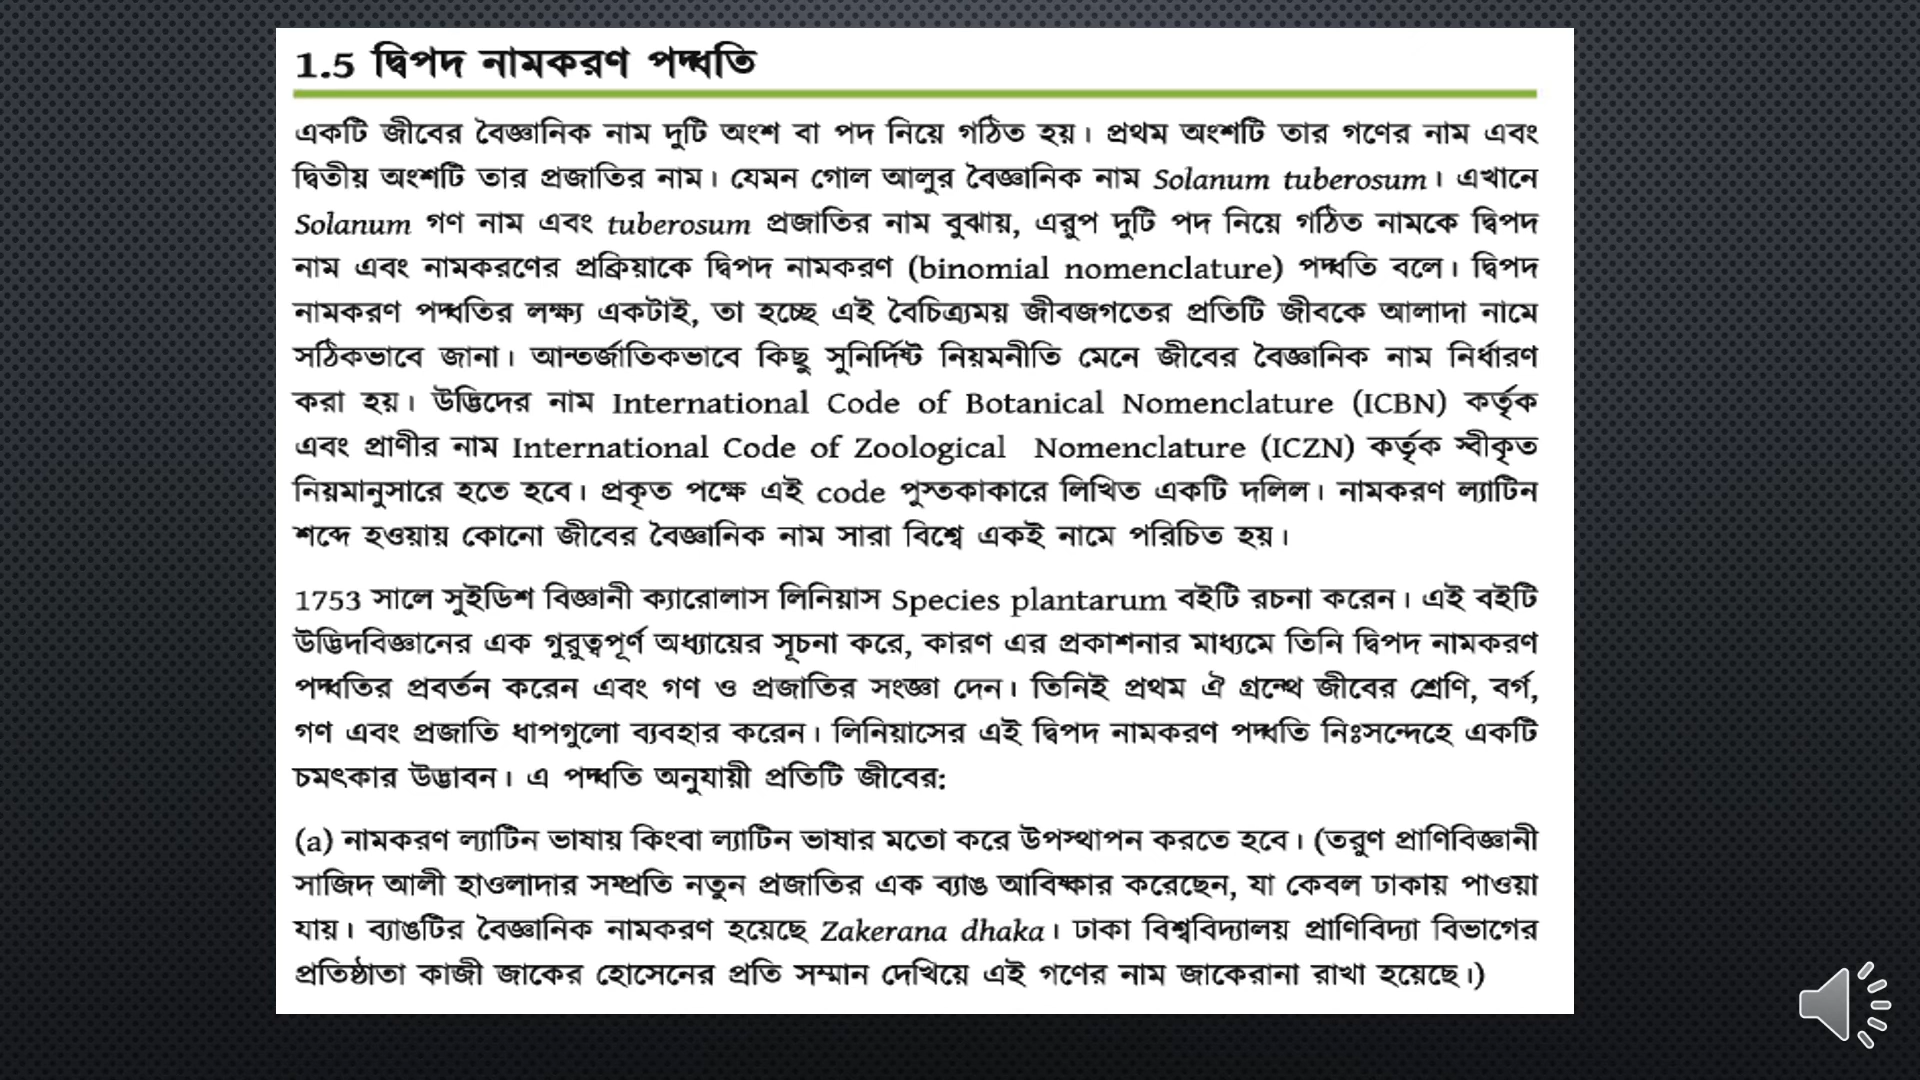 1.5 দ্বিপদ নামকরণ পদ্ধতি
একটি জীবের বৈজ্ঞানিক নাম দুটি অংশ বা পদ নিয়ে গঠিত হয়। প্রথম অংশটি তার গণের নাম এবং
দ্বিতীয় অংশটি তার প্রজাতির নাম। যেমন গোল আলুর বৈজ্ঞানিক নাম Solanum tuberosum। এখানে
Solanum গণ নাম এবং tuberosum প্রজাতির নাম বুঝায়, এরুপ দুটি পদ নিয়ে গঠিত নামকে দ্বিপদ
নাম এবং নামকরণের প্রক্রিয়াকে দ্বিপদ নামকরণ (binomial nomenclature) পদ্ধতি বলে। দ্বিপদ
নামকরণ পদ্ধতির লক্ষ্য একটাই, তা হচ্ছে এই বৈচিত্র্যময় জীবজগতের প্রতিটি জীবকে আলাদা নামে
সঠিকভাবে জানা। আন্তর্জাতিকভাবে কিছু সুনির্দিষ্ট নিয়মনীতি মেনে জীবের বৈজ্ঞানিক নাম নির্ধারণ
করা হয়। উদ্ভিদের নাম International Code of Botanical Nomenclature (ICBN) কর্তৃক
এবং প্রাণীর নাম International Code of Zoological Nomenclature (ICZN) কর্তৃক স্বীকৃত
নিয়মানুসারে হতে হবে। প্রকৃত পক্ষে এই code পুস্তকাকারে লিখিত একটি দলিল। নামকরণ ল্যাটিন
শব্দে হওয়ায় কোনো জীবের বৈজ্ঞানিক নাম সারা বিশ্বে একই নামে পরিচিত হয়।
1753 সালে সুইডিশ বিজ্ঞানী ক্যারোলাস লিনিয়াস Species plantarum বইটি রচনা করেন। এই বইটি
উদ্ভিদবিজ্ঞানের এক গুরুত্বপূর্ণ অধ্যায়ের সূচনা করে, কারণ এর প্রকাশনার মাধ্যমে তিনি দ্বিপদ নামকরণ
পদ্ধতির প্রবর্তন করেন এবং গণ ও প্রজাতির সংজ্ঞা দেন। তিনিই প্রথম ঐ গ্রন্থে জীবের শ্রেণি, বর্গ,
গণ এবং প্রজাতি ধাপগুলো ব্যবহার করেন। লিনিয়াসের এই দ্বিপদ নামকরণ পদ্ধতি নিঃসন্দেহে একটি
চমৎকার উদ্ভাবন। এ পদ্ধতি অনুযায়ী প্রতিটি জীবের:
(a) নামকরণ ল্যাটিন ভাষায় কিংবা ল্যাটিন ভাষার মতো করে উপস্থাপন করতে হবে। (তরুণ প্রাণিবিজ্ঞানী
সাজিদ আলী হাওলাদার সম্প্রতি নতুন প্রজাতির এক ব্যাঙ আবিষ্কার করেছেন, যা কেবল ঢাকায় পাওয়া
যায়। ব্যাঙটির বৈজ্ঞানিক নামকরণ হয়েছে Zakerana dhaka। ঢাকা বিশ্ববিদ্যালয় প্রাণিবিদ্যা বিভাগের
প্রতিষ্ঠাতা কাজী জাকের হোসেনের প্রতি সম্মান দেখিয়ে এই গণের নাম জাকেরানা রাখা হয়েছে।)